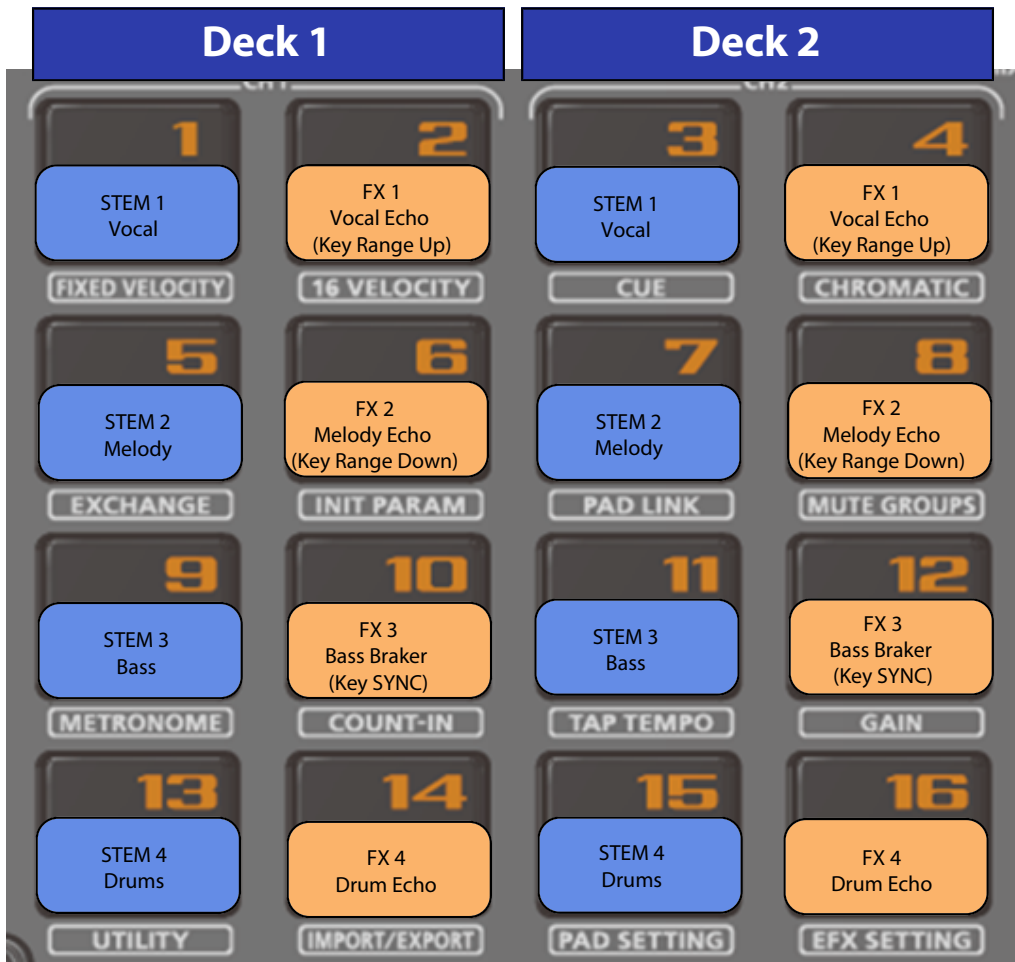 Deck 1
Deck 2
CH1
CH2
1
2
3
4
STEM 1
Vocal
FX 1
Vocal Echo
(Key Range Up)
STEM 1
Vocal
FX 1
Vocal Echo
(Key Range Up)
FIXED VELOCITY
16 VELOCITY
CUE
CHROMATIC
5
6
7
8
STEM 2
Melody
FX 2
Melody Echo
(Key Range Down)
STEM 2
Melody
FX 2
Melody Echo
(Key Range Down)
EXCHANGE
INIT PARAM
PAD LINK
MUTE GROUPS
9
10
11
12
STEM 3
Bass
FX 3
Bass Braker
(Key SYNC)
STEM 3
Bass
FX 3
Bass Braker
(Key SYNC)
METRONOME
COUNT-IN
TAP TEMPO
GAIN
13
14
15
16
STEM 4
Drums
FX 4
Drum Echo
STEM 4
Drums
FX 4
Drum Echo
UTILITY
IMPORT/EXPORT
PAD SETTING
EFX SETTING